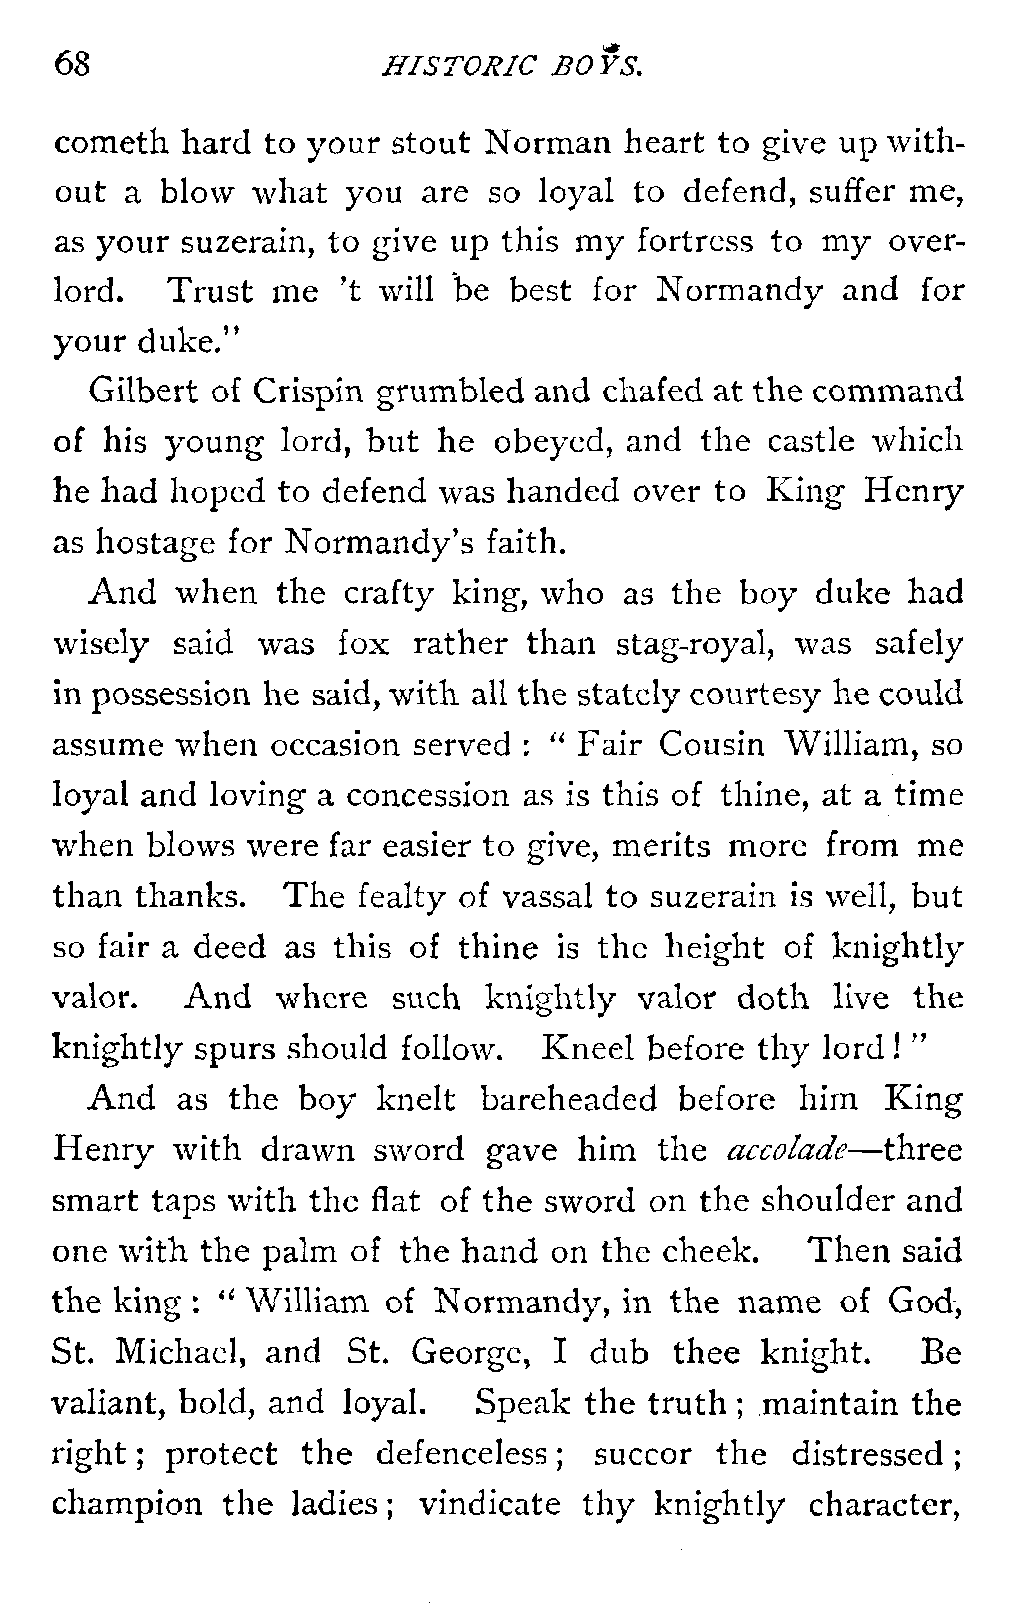 68 HISTORIC BOYS.
cometh hard to your stout Norman heart to give up with-
out a blow what you are so loyal to defend, suffer me,
as your suzerain, to give up this my fortress to my over-
lord. Trust me 't will be best for Normandy and for
your duke."
Gilbert of Crispin grumbled and chafed at the command
of his young lord, but he obeyed, and the castle which
he had hoped to defend was handed over to King Henry
as hostage for Normandy's faith.
And when the crafty king, who as the boy duke had
wisely said was fox rather than stag-royal, was safely
in possession he said, with all the stately courtesy he could
assume when occasion served : " Fair Cousin William, so
loyal and loving a concession as is this of thine, at a time
when blows were far easier to give, merits more from me
than thanks. The fealty of vassal to suzerain is well, but
so fair a deed as this of thine is the height of knightly
valor. And where such knightly valor doth live the
knightly spurs should follow. Kneel before thy lord ! "
And as the boy knelt bareheaded before him King
Henry with drawn sword gave him the accolade—three
smart taps with the flat of the sword on the shoulder and
one with the palm of the hand on the cheek. Then said
the king : " William of Normandy, in the name of God,
St. Michael, and St. George, I dub thee knight. Be
valiant, bold, and loyal. Speak the truth ; maintain the
right ; protect the defenceless ; succor the distressed ;
champion the ladies ; vindicate thy knightly character,